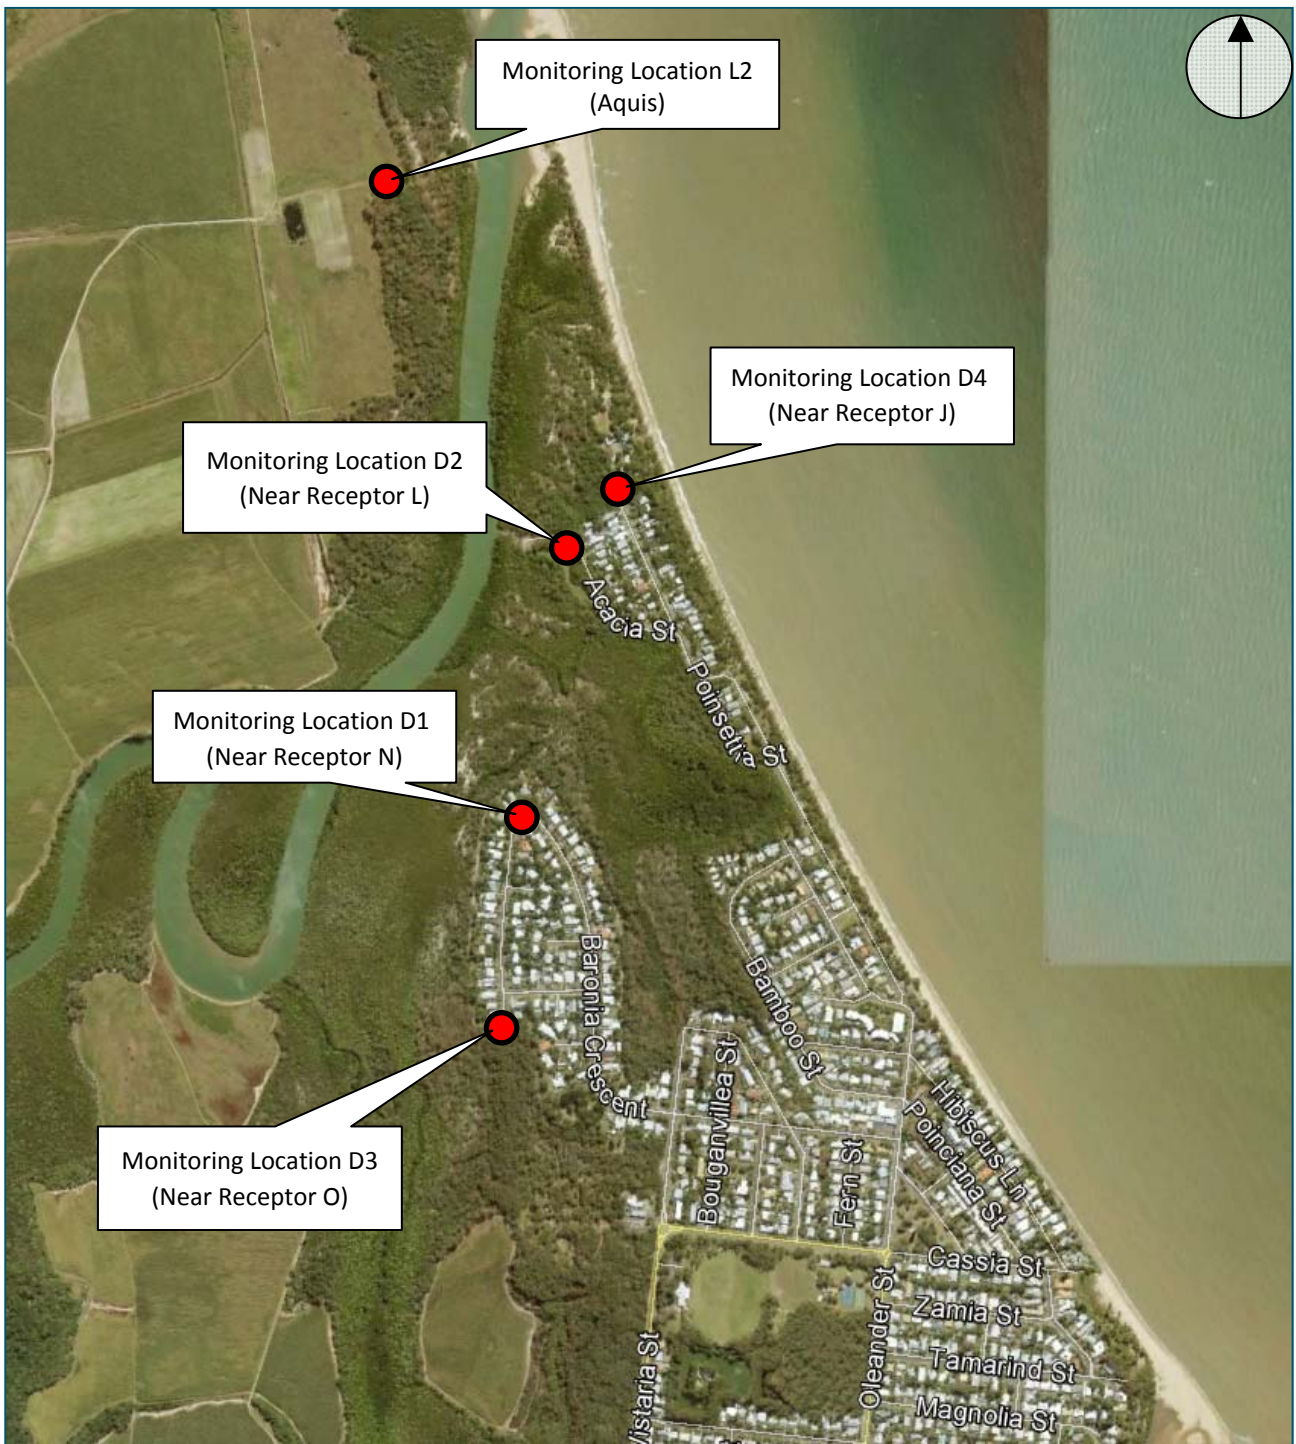 Monitoring Location L2
(Aquis)
Monitoring Location D4
(Near Receptor J)
Monitoring Location D2
(Near Receptor L)
Acacia St
Poinsettia St
Monitoring Location D1
(Near Receptor N)
Baronia Crescent
Bamboo St
Bouganvillea St
Hibiscus Ln
Poinciana St
Monitoring Location D3
(Near Receptor O)
Fern St
Cassia St
Zamia St
Oleander St
Vistaria St
Tamarind St
Magnolia St